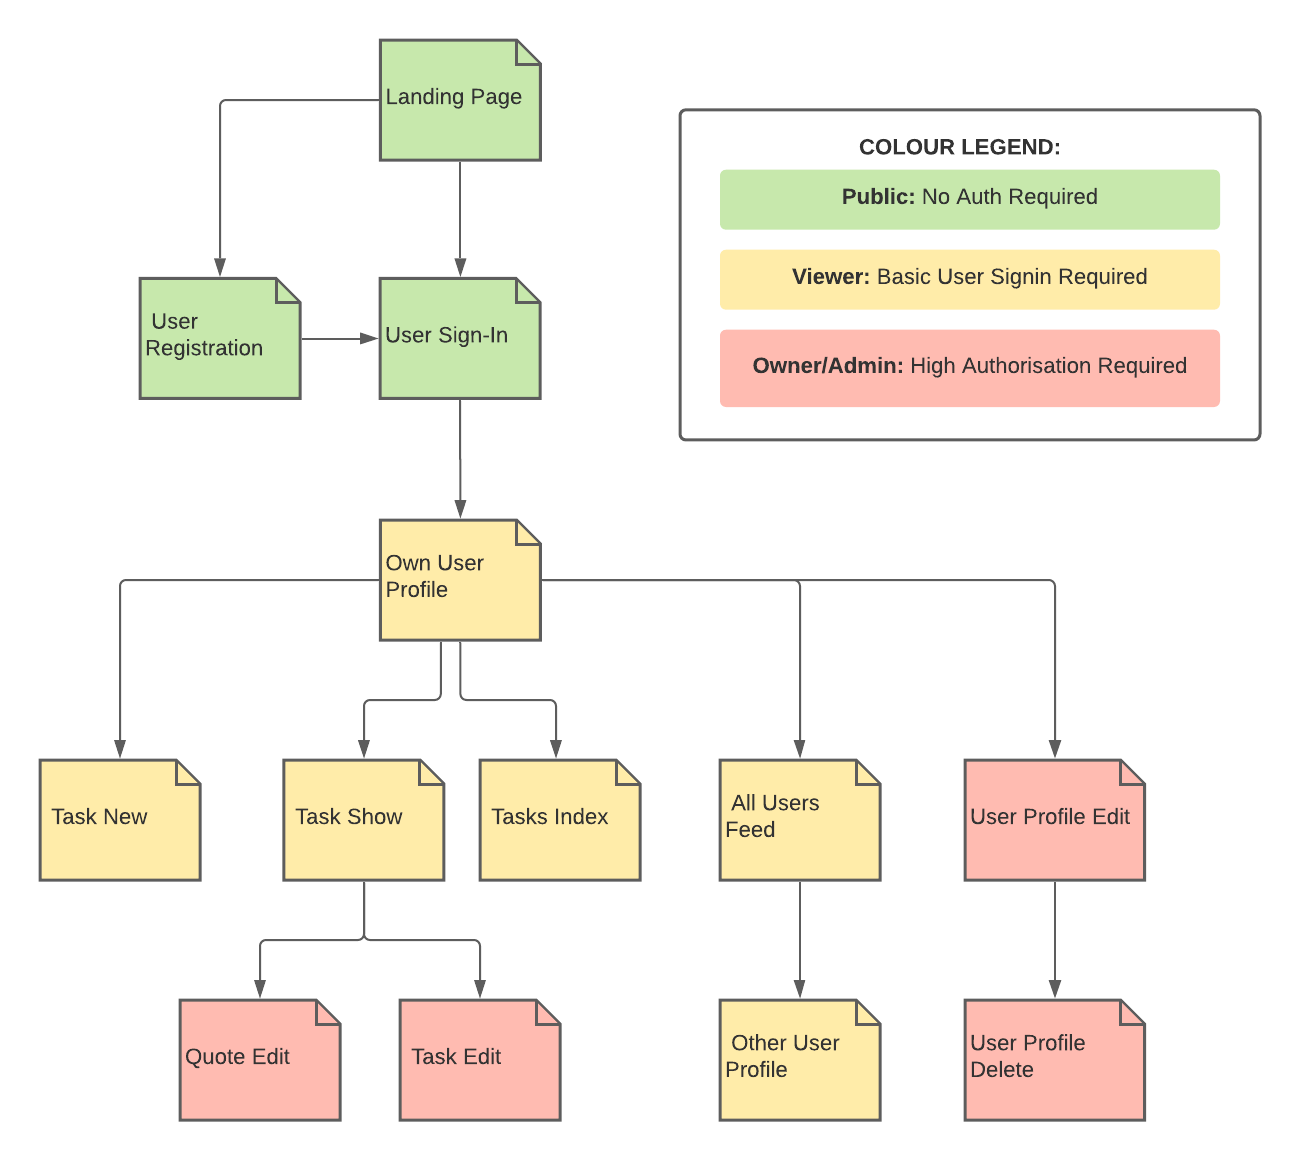 Landing Page
COLOUR LEGEND:
Public: No Auth Required
Viewer: Basic User Signin Required
Owner/Admin: High Authorisation Required
User
Registration
User Sign-In
Own User
Profile
Task New
Task Show
Tasks Index
All Users
Feed
User Profile Edit
Quote Edit
Task Edit
Other User
Profile
User Profile
Delete